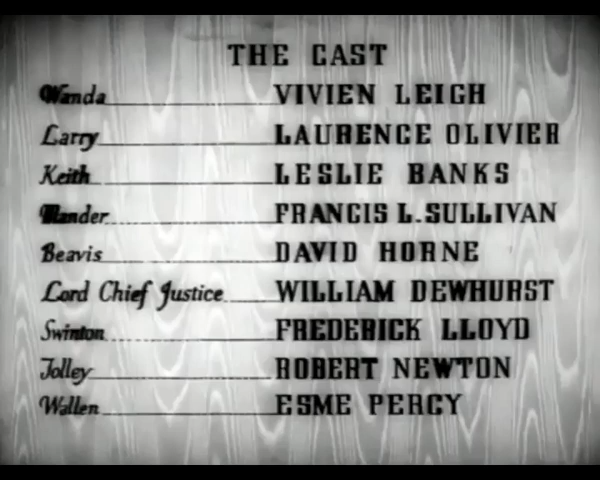 THE CAST
Wanda VIVIEN LEIGH
Larry LAURENCE OLIVIER
Keith LESLIE BANKS
Mander FRANCIS L. SULLIVAN
Beavis DAVID HORNE
Lord Chief Justice WILLIAM DEWHURST
Swinton FREDERICK LLOYD
Jolley ROBERT NEWTON
Wallen ESME PERCY